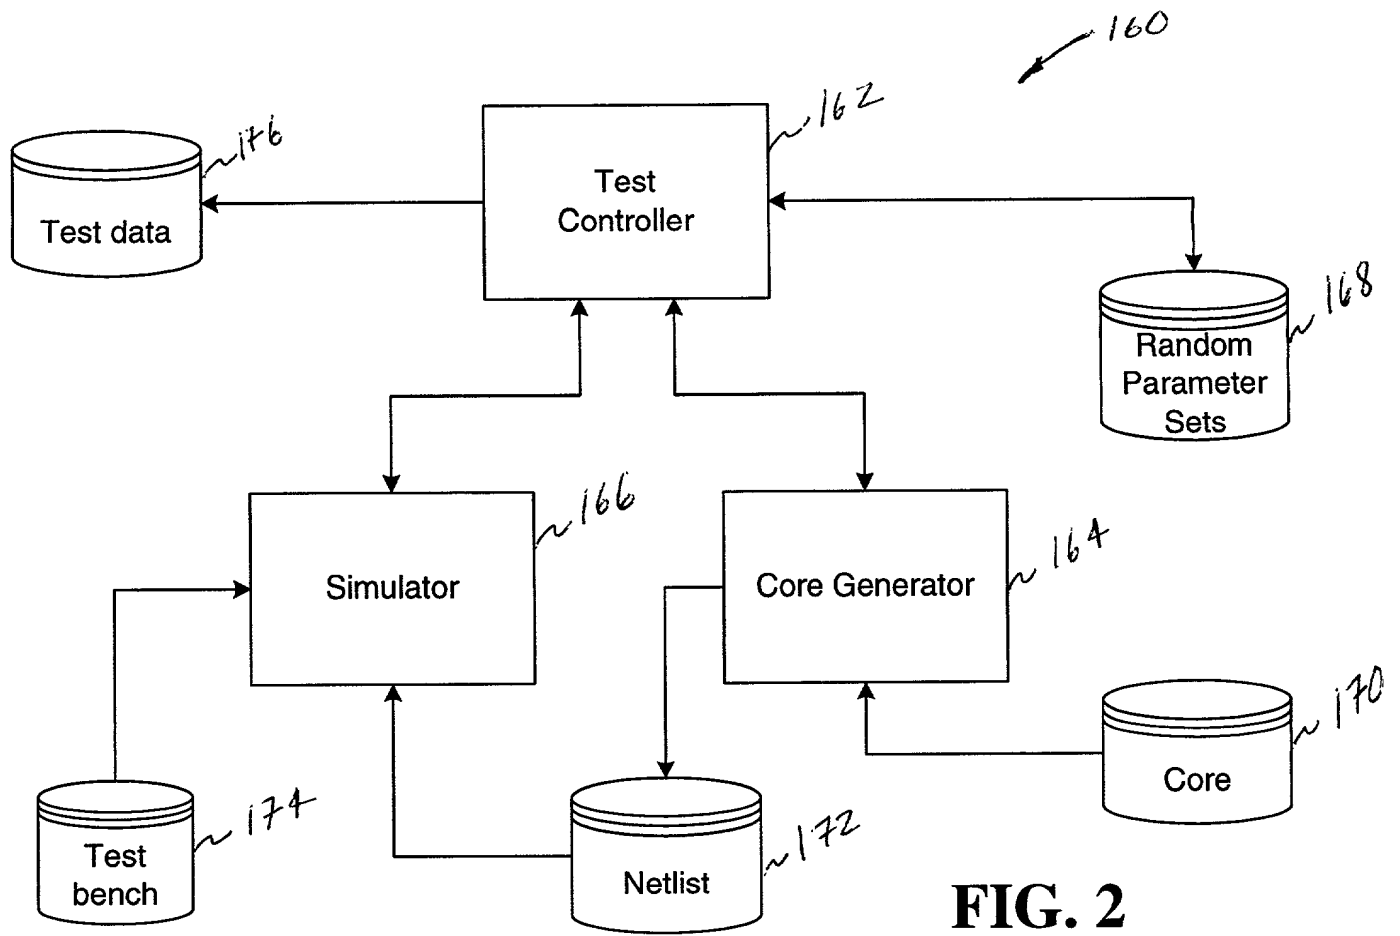 160
162
176
Test
Controller
Test data
168
Random
Parameter
Sets
166
164
Simulator
Core Generator
170
Core
174
172
Test
bench
Netlist
FIG. 2